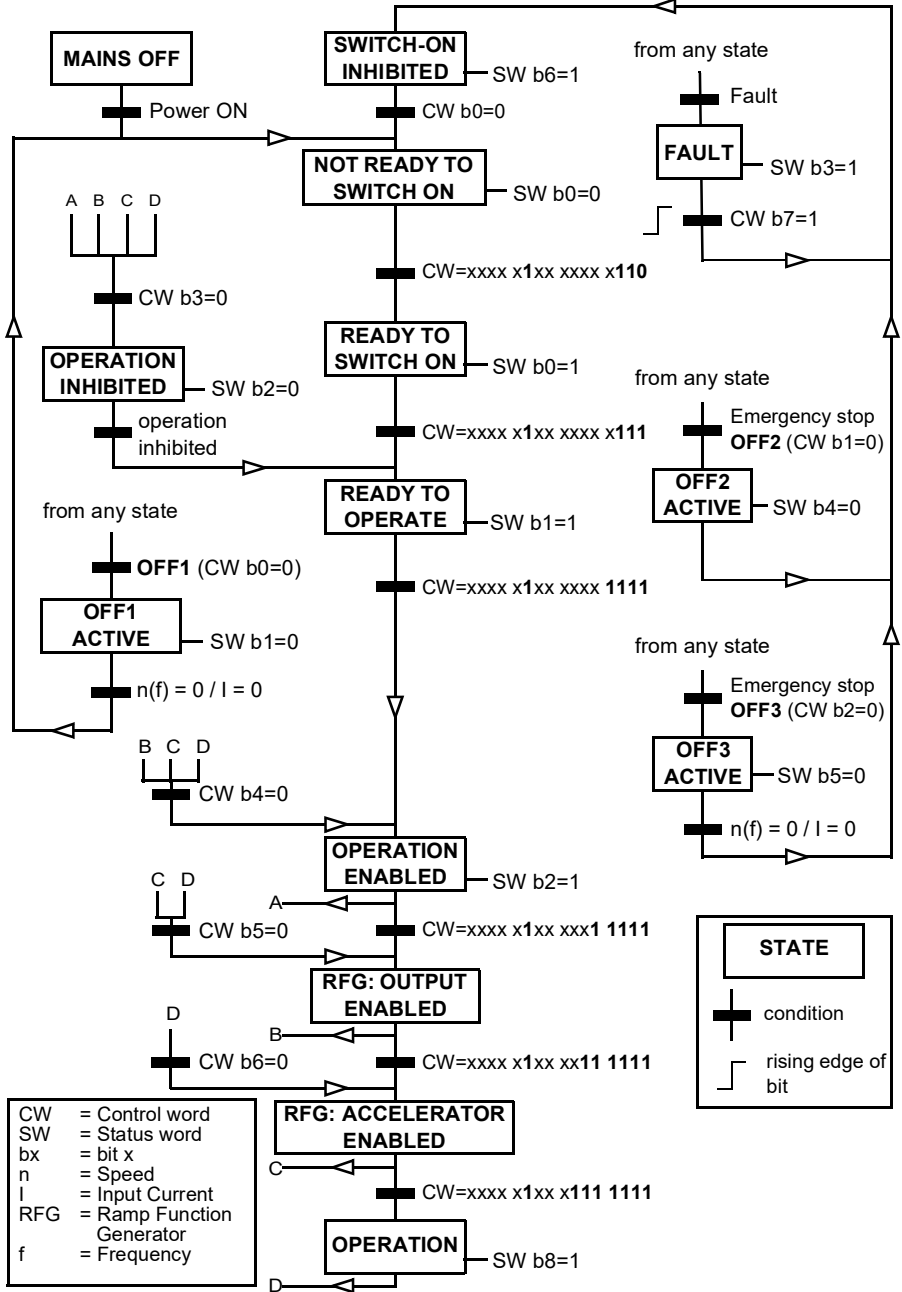 MAINS OFF
Power ON
SWITCH-ON
INHIBITED
SW b6=1
CW b0=0
from any state
Fault
FAULT
SW b3=1
CW b7=1
NOT READY TO
SWITCH ON
SW b0=0
A B C D
CW b3=0
CW=xxxx x1xx xxxx x110
OPERATION
INHIBITED
SW b2=0
operation
inhibited
READY TO
SWITCH ON
SW b0=1
CW=xxxx x1xx xxxx x111
from any state
Emergency stop
OFF2 (CW b1=0)
OFF2
ACTIVE
SW b4=0
READY TO
OPERATE
SW b1=1
CW=xxxx x1xx xxxx 1111
from any state
OFF1 (CW b0=0)
OFF1
ACTIVE
SW b1=0
n(f) = 0 / I = 0
from any state
Emergency stop
OFF3 (CW b2=0)
OFF3
ACTIVE
SW b5=0
n(f) = 0 / I = 0
B C D
CW b4=0
OPERATION
ENABLED
SW b2=1
A
C D
CW b5=0
CW=xxxx x1xx xxx1 1111
RFG: OUTPUT
ENABLED
B
D
CW b6=0
CW=xxxx x1xx xx11 1111
RFG: ACCELERATOR
ENABLED
C
CW=xxxx x1xx x111 1111
OPERATION
SW b8=1
D
STATE
condition
rising edge of
bit
CW = Control word
SW = Status word
bx = bit x
n = Speed
I = Input Current
RFG = Ramp Function
Generator
f = Frequency